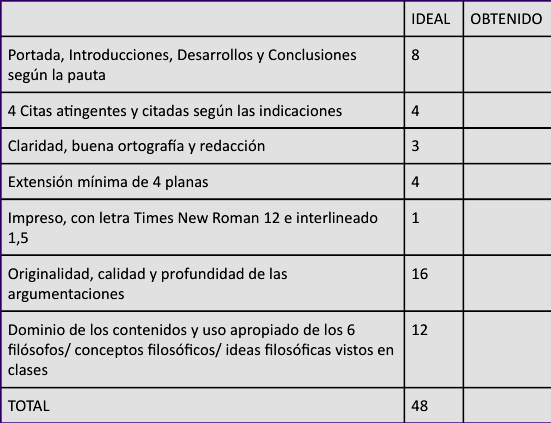 IDEAL OBTENIDO
Portada, Introducciones, Desarrollos y Conclusiones 8
según la pauta
4 Citas atingentes y citadas según las indicaciones 4
Claridad, buena ortografía y redacción 3
Extensión mínima de 4 planas 4
Impreso, con letra Times New Roman 12 e interlineado 1
1,5
Originalidad, calidad y profundidad de las 16
argumentaciones
Dominio de los contenidos y uso apropiado de los 6 12
filósofos/ conceptos filosóficos/ ideas filosóficas vistos en
clases
TOTAL 48